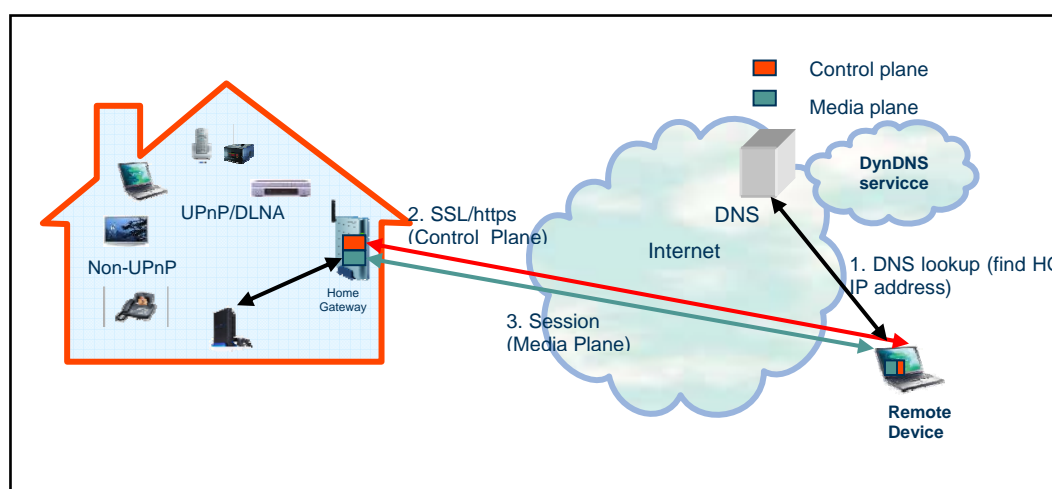 Control plane
Media plane
DynDNS
servicce
DNS
UPnP/DLNA
2. SSL/https
(Control Plane)
Internet
Non-UPnP
1. DNS lookup (find HG
IP address)
Home
Gateway
3. Session
(Media Plane)
Remote
Device